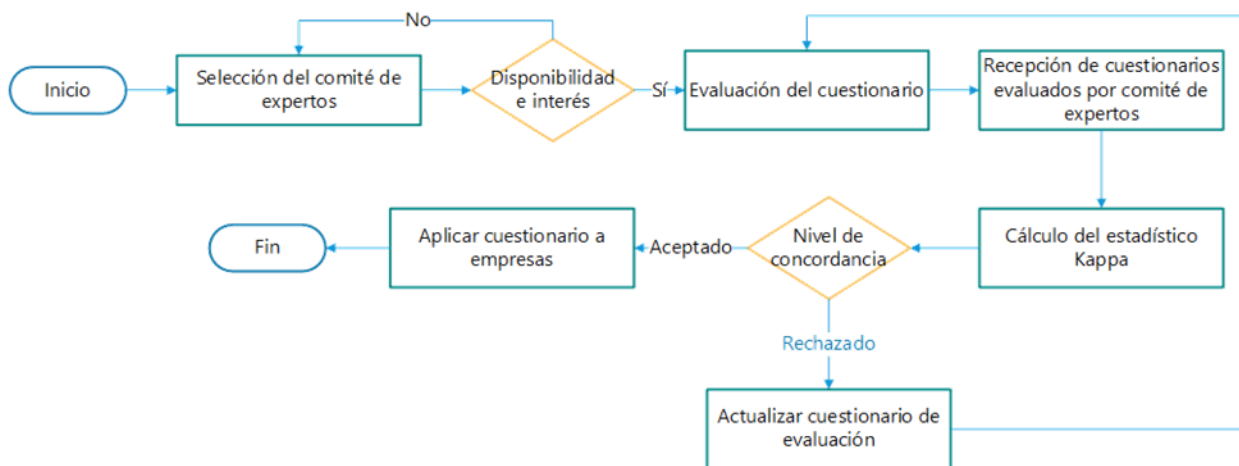 No
Inicio
Selección del comité de
expertos
Disponibilidad
e interés
Sí
Evaluación del cuestionario
Recepción de cuestionarios
evaluados por comité de
expertos
Fin
Aplicar cuestionario a
empresas
Aceptado
Nivel de
concordancia
Cálculo del estadístico
Kappa
Rechazado
Actualizar cuestionario de
evaluación